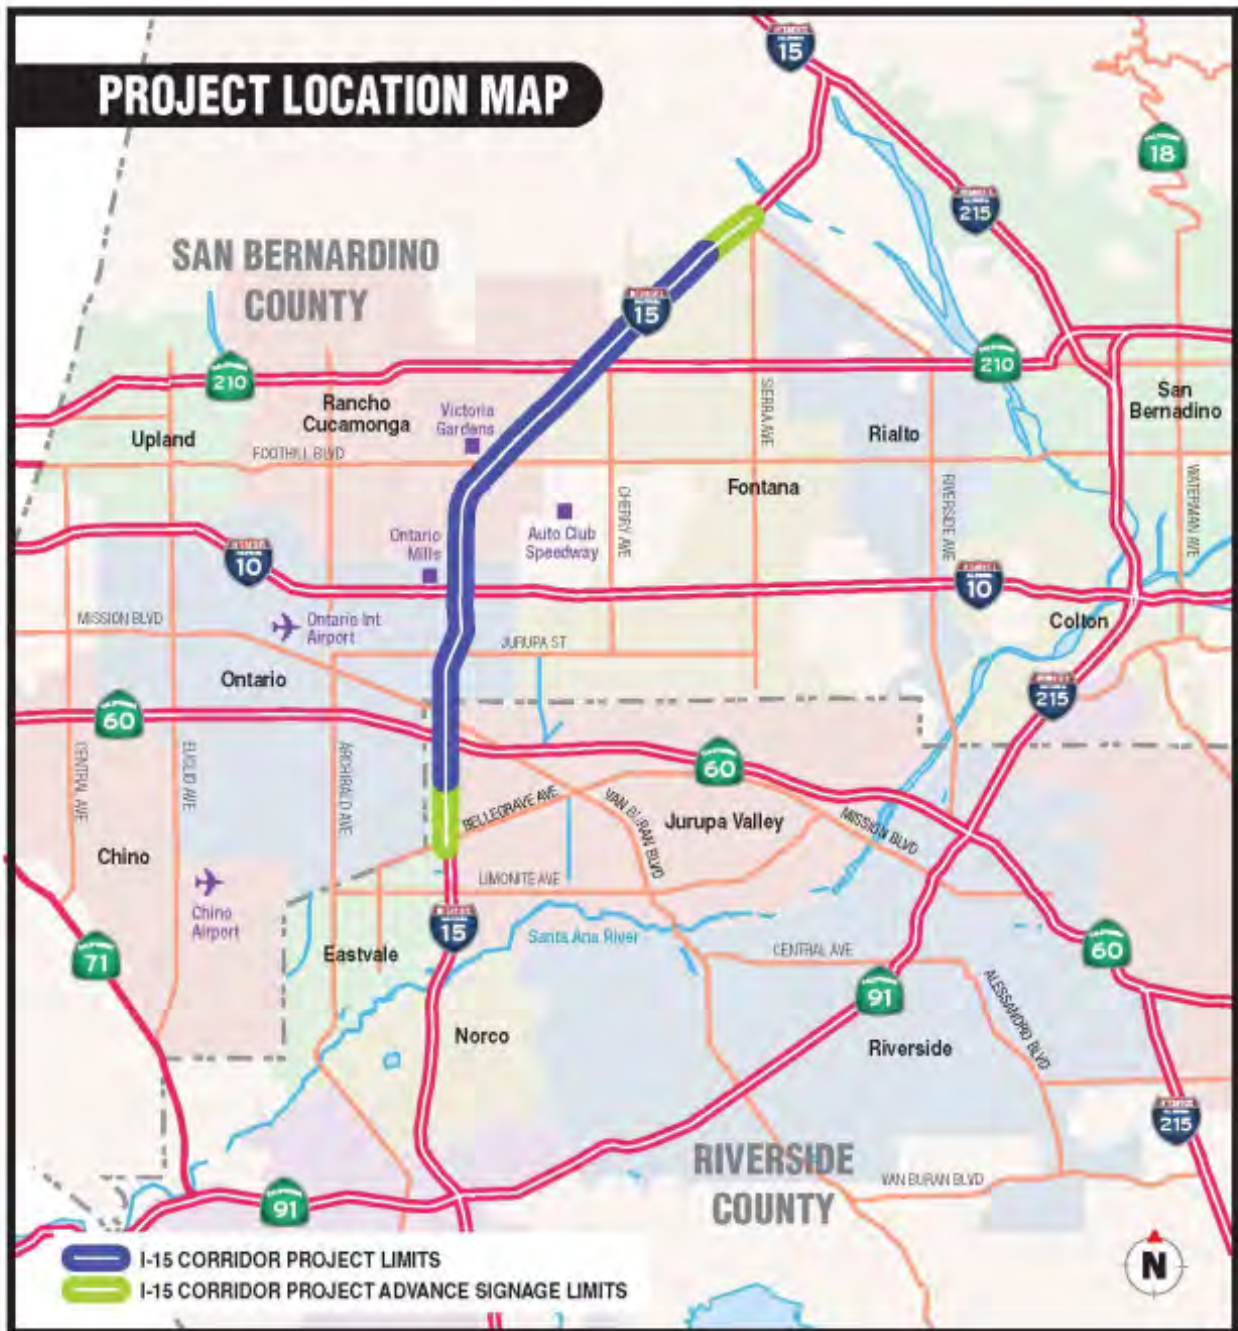 PROJECT LOCATION MAP
15
18
215
SAN BERNARDINO
COUNTY
15
210
210
Rancho
Cucamonga
Victoria
Gardens
San
Bernadino
Upland
FOOTHILL BLVD
SIERRA AVE
Rialto
Fontana
CHERRY AVE
RIVERSIDE AVE
WATERMAN AVE
Ontario
Mills
Auto Club
Speedway
10
10
MISSION BLVD
Ontario Int
Airport
JURUPA ST
Colton
Ontario
215
60
CENTRAL AVE
EUCLID AVE
ARCHIBALD AVE
60
BELLEGRAVE AVE
VAN BURAN BLVD
Jurupa Valley
MISSION BLVD
Chino
LIMONITE AVE
Chino
Airport
15
Santa Ana River
71
Eastvale
CENTRAL AVE
60
91
ALESSANDRO BLVD
Norco
Riverside
215
RIVERSIDE
COUNTY
VAN BURAN BLVD
91
I-15 CORRIDOR PROJECT LIMITS
I-15 CORRIDOR PROJECT ADVANCE SIGNAGE LIMITS
N